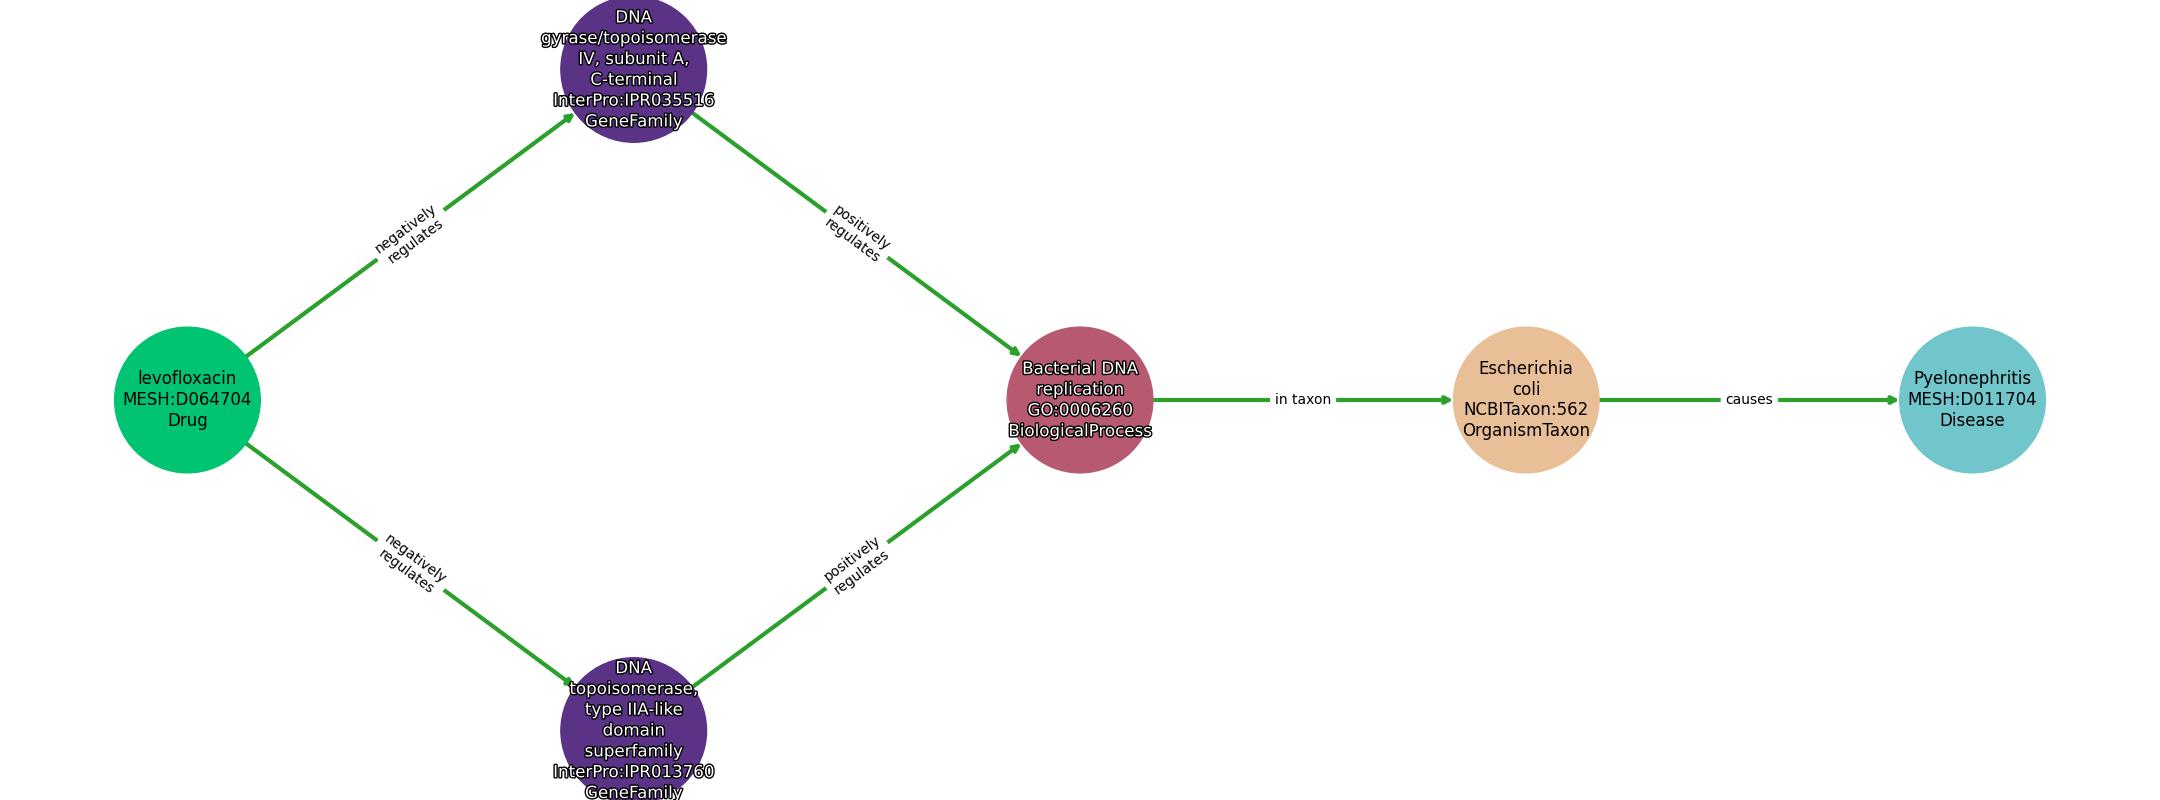 DNA
gyrase/topoisomerase
IV, subunit A,
C-terminal
InterPro:IPR035516
GeneFamily
negatively
regulates
positively
regulates
levofloxacin
MESH:D064704
Drug
Bacterial DNA
replication
GO:0006260
BiologicalProcess
in taxon
Escherichia
coli
NCBITaxon:562
OrganismTaxon
causes
Pyelonephritis
MESH:D011704
Disease
negatively
regulates
positively
regulates
DNA
topoisomerase,
type IIA-like
domain
superfamily
InterPro:IPR013760
GeneFamily